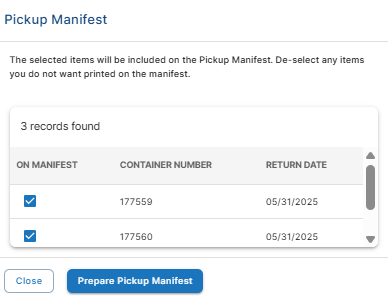 Pickup Manifest
The selected items will be included on the Pickup Manifest. De-select any items
you do not want printed on the manifest.
3 records found
ON MANIFEST CONTAINER NUMBER RETURN DATE
177559 05/31/2025
177560 05/31/2025
Close Prepare Pickup Manifest